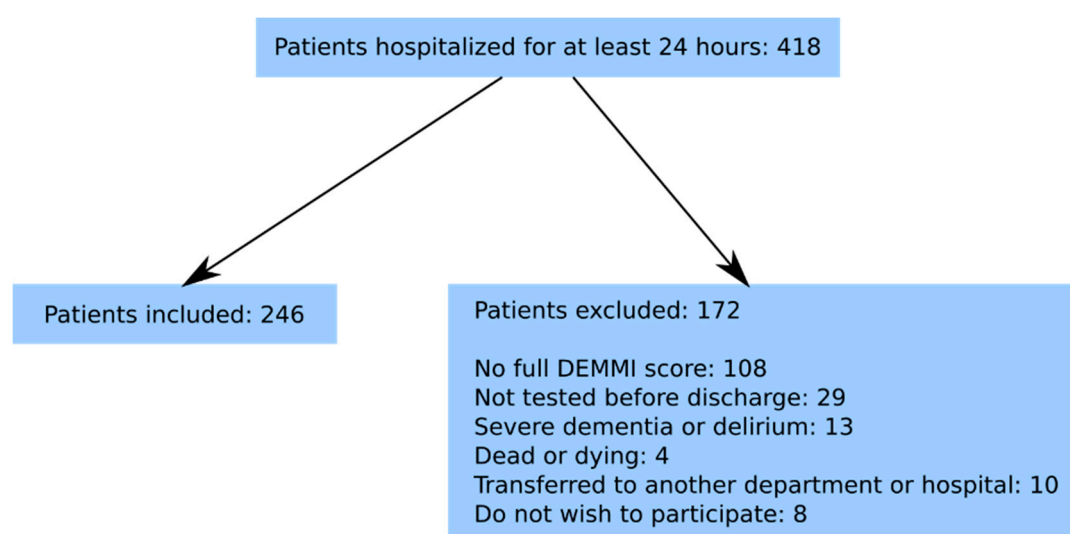 Patients hospitalized for at least 24 hours: 418
Patients included: 246
Patients excluded: 172
No full DEMMI score: 108
Not tested before discharge: 29
Severe dementia or delirium: 13
Dead or dying: 4
Transferred to another department or hospital: 10
Do not wish to participate: 8